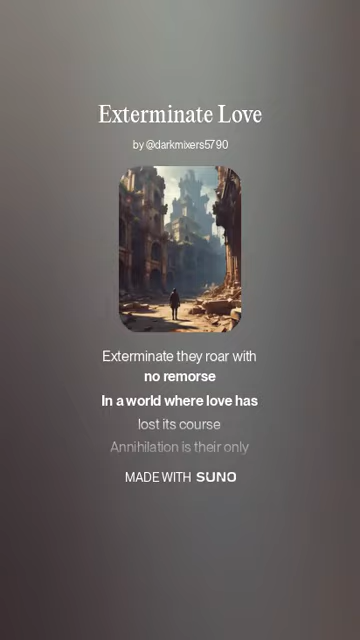 Exterminate Love
by @darkmixers5790
Exterminate they roar with
no remorse
In a world where love has
lost its course
Annihilation is their only
MADE WITH SUNO